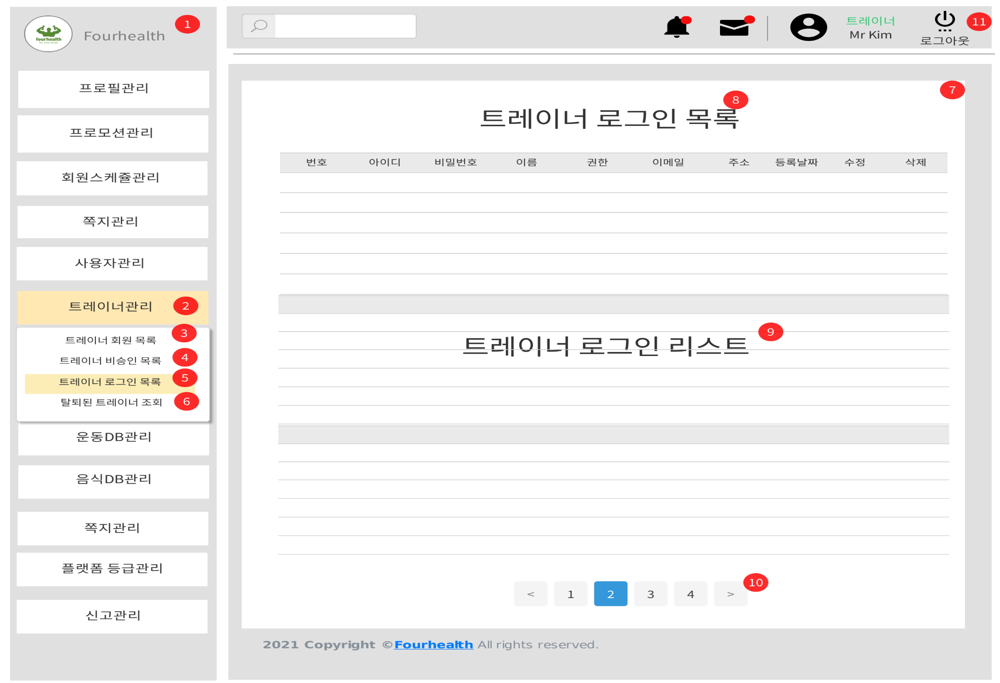 fourhealth
for your body
Fourhealth
1
프로필관리
프로모션관리
회원스케쥴관리
쪽지관리
사용자관리
트레이너관리
2
3
트레이너 회원 목록
트레이너 비승인 목록
4
트레이너 로그인 목록
5
탈퇴된 트레이너 조회
6
운동DB관리
음식DB관리
쪽지관리
플랫폼 등급관리
신고관리
트레이너
Mr Kim
로그아웃
11
7
8
트레이너 로그인 목록
번호 아이디 비밀번호 이름 권한 이메일 주소 등록날짜 수정 삭제
9
트레이너 로그인 리스트
10
< 1 2 3 4 >
2021 Copyright ©Fourhealth All rights reserved.